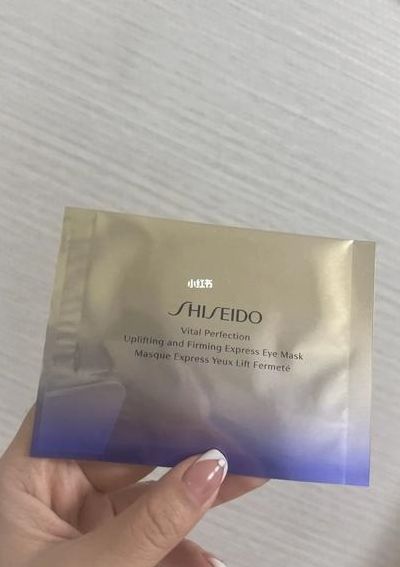 小红书
SHISEIDO
Vital Perfection
Uplifting and Firming Express Eye Mask
Masque Express Yeux Lift Fermeté